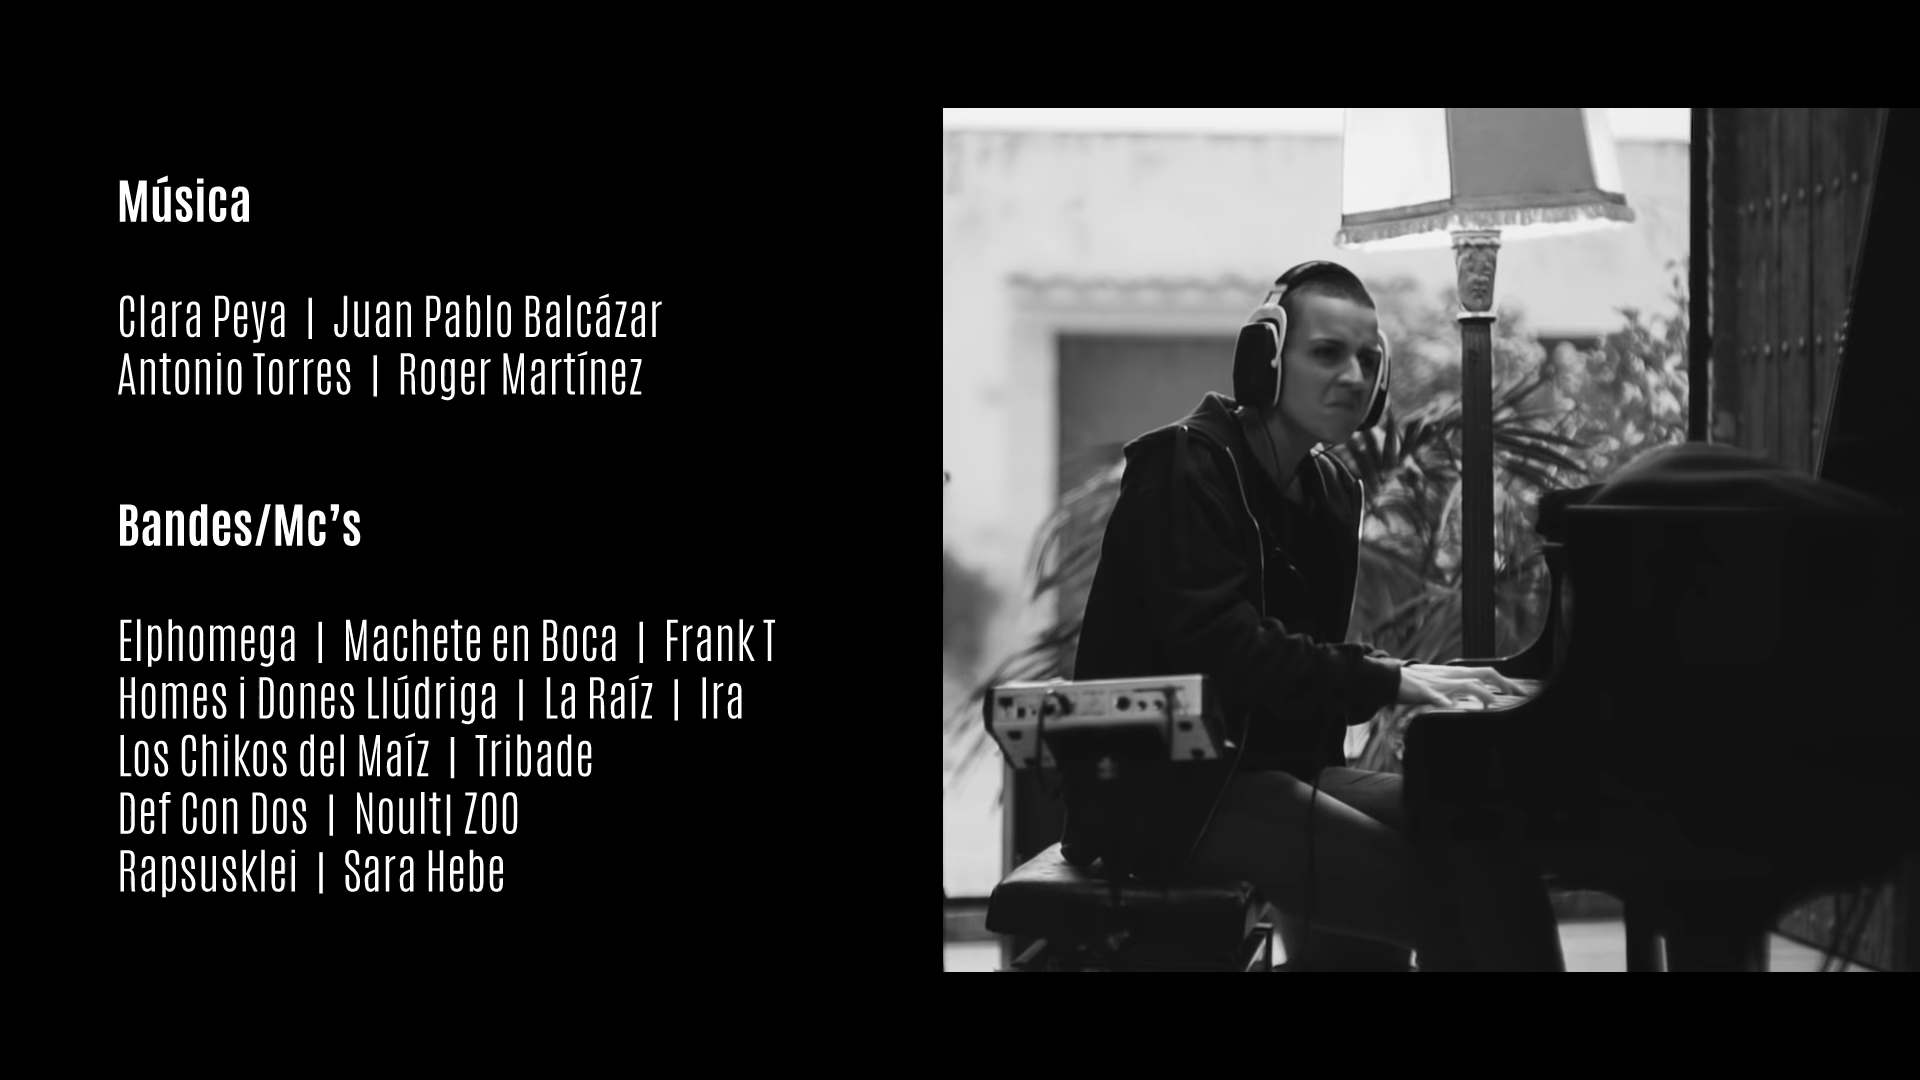 Música
Clara Peya | Juan Pablo Balcázar
Antonio Torres | Roger Martínez
Bandes/Mc’s
Elphomega | Machete en Boca | Frank T
Homes i Dones Llúdriga | La Raíz | Ira
Los Chikos del Maíz | Tribade
Def Con Dos | Noult| ZOO
Rapsusklei | Sara Hebe